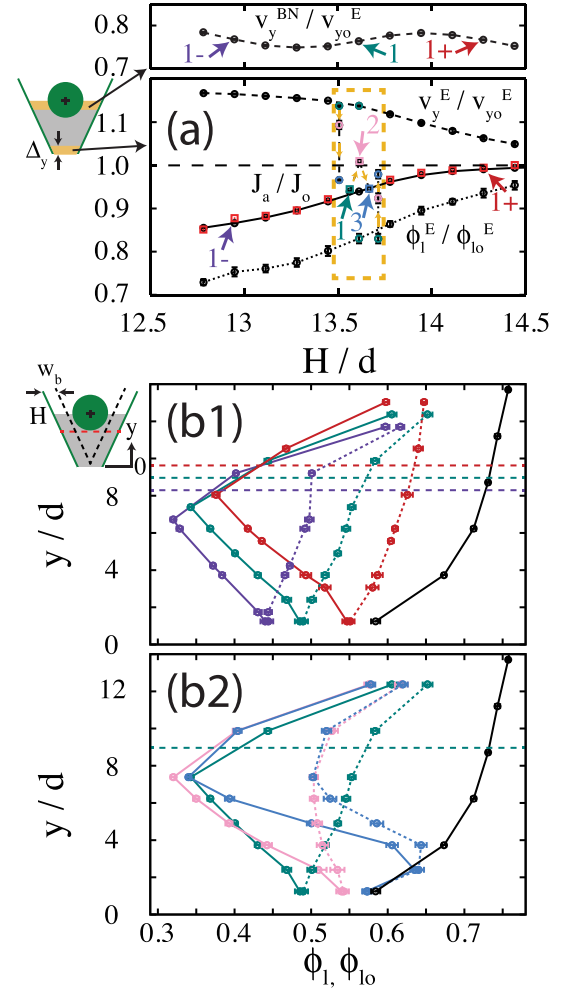 0.8
0.7
v_y^BN / v_yo^E
1-
1
1+
Δ_y
1.1
1.0
0.9
0.8
0.7
(a)
v_y^E / v_yo^E
2
J_a / J_o
1-
1
3
1+
ϕ_l^E / ϕ_lo^E
12.5 13 13.5 14 14.5
H / d
w_b
H
y
(b1)
0
8
4
0
y / d
(b2)
12
8
4
0
y / d
0.3 0.4 0.5 0.6 0.7
ϕ_l, ϕ_lo